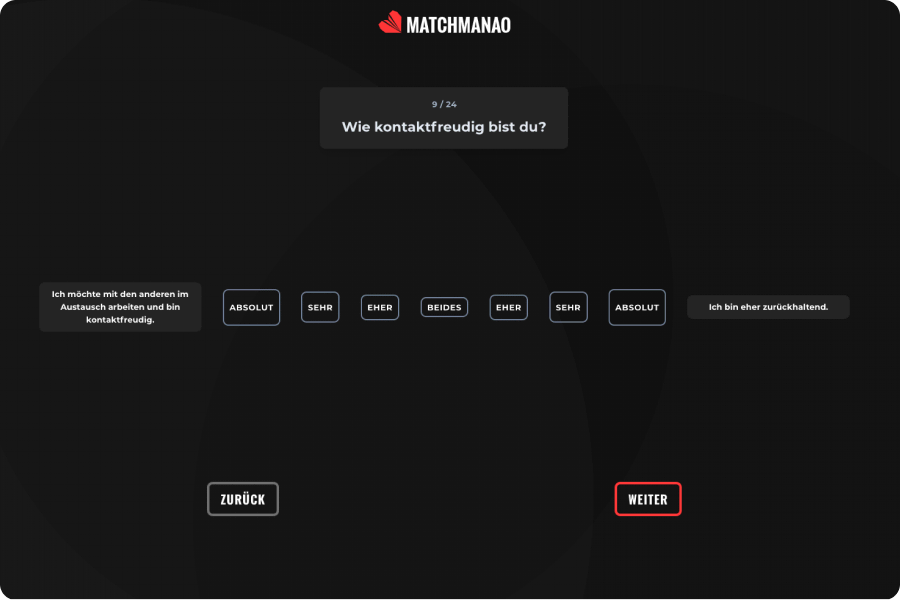 MATCHMANAO
9 / 24
Wie kontaktfreudig bist du?
Ich möchte mit den anderen im
Austausch arbeiten und bin
kontaktfreudig.
ABSOLUT
SEHR
EHER
BEIDES
EHER
SEHR
ABSOLUT
Ich bin eher zurückhaltend.
ZURÜCK
WEITER